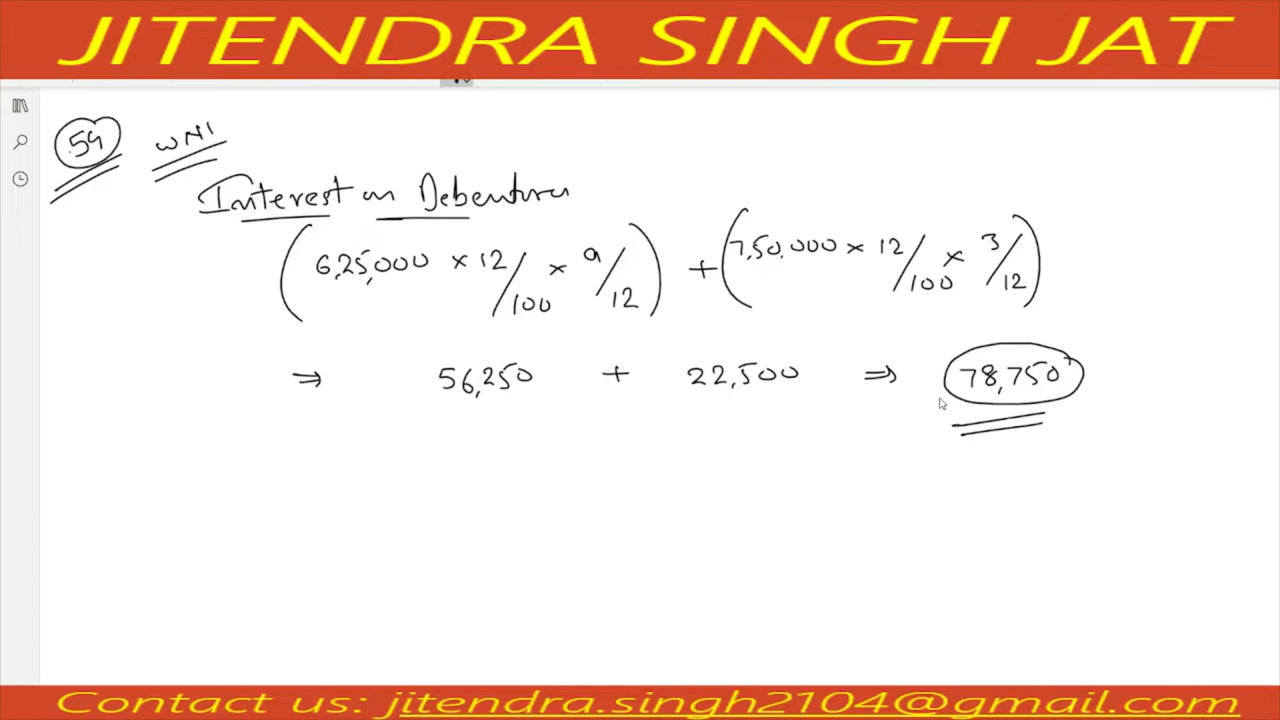 JITENDRA SINGH JAT
59 WN1
Interest on Debentures
(6,25,000 × 12/100 × 9/12) + (7,50,000 × 12/100 × 3/12)
⇒ 56,250 + 22,500 ⇒ 78,750
Contact us: jitendra.singh2104@gmail.com